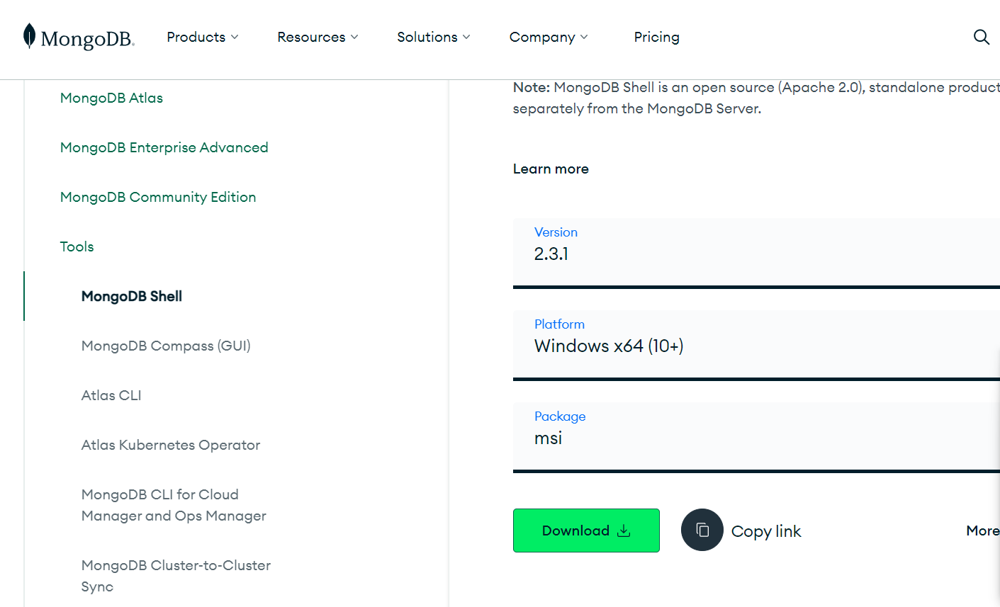 MongoDB.
Products
Resources
Solutions
Company
Pricing
MongoDB Atlas
MongoDB Enterprise Advanced
MongoDB Community Edition
Tools
MongoDB Shell
MongoDB Compass (GUI)
Atlas CLI
Atlas Kubernetes Operator
MongoDB CLI for Cloud
Manager and Ops Manager
MongoDB Cluster-to-Cluster
Sync
Note: MongoDB Shell is an open source (Apache 2.0), standalone product
separately from the MongoDB Server.
Learn more
Version
2.3.1
Platform
Windows x64 (10+)
Package
msi
Download
Copy link
More